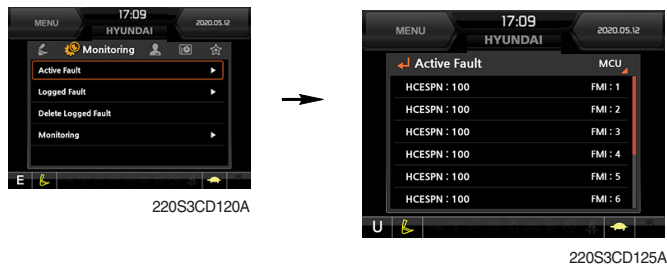 MENU
17:09
HYUNDAI
2020.05.12
Monitoring
Active Fault
Logged Fault
Delete Logged Fault
Monitoring
E
220S3CD120A
MENU
17:09
HYUNDAI
2020.05.12
Active Fault MCU
HCESPN : 100 FMI : 1
HCESPN : 100 FMI : 2
HCESPN : 100 FMI : 3
HCESPN : 100 FMI : 4
HCESPN : 100 FMI : 5
HCESPN : 100 FMI : 6
U
220S3CD125A